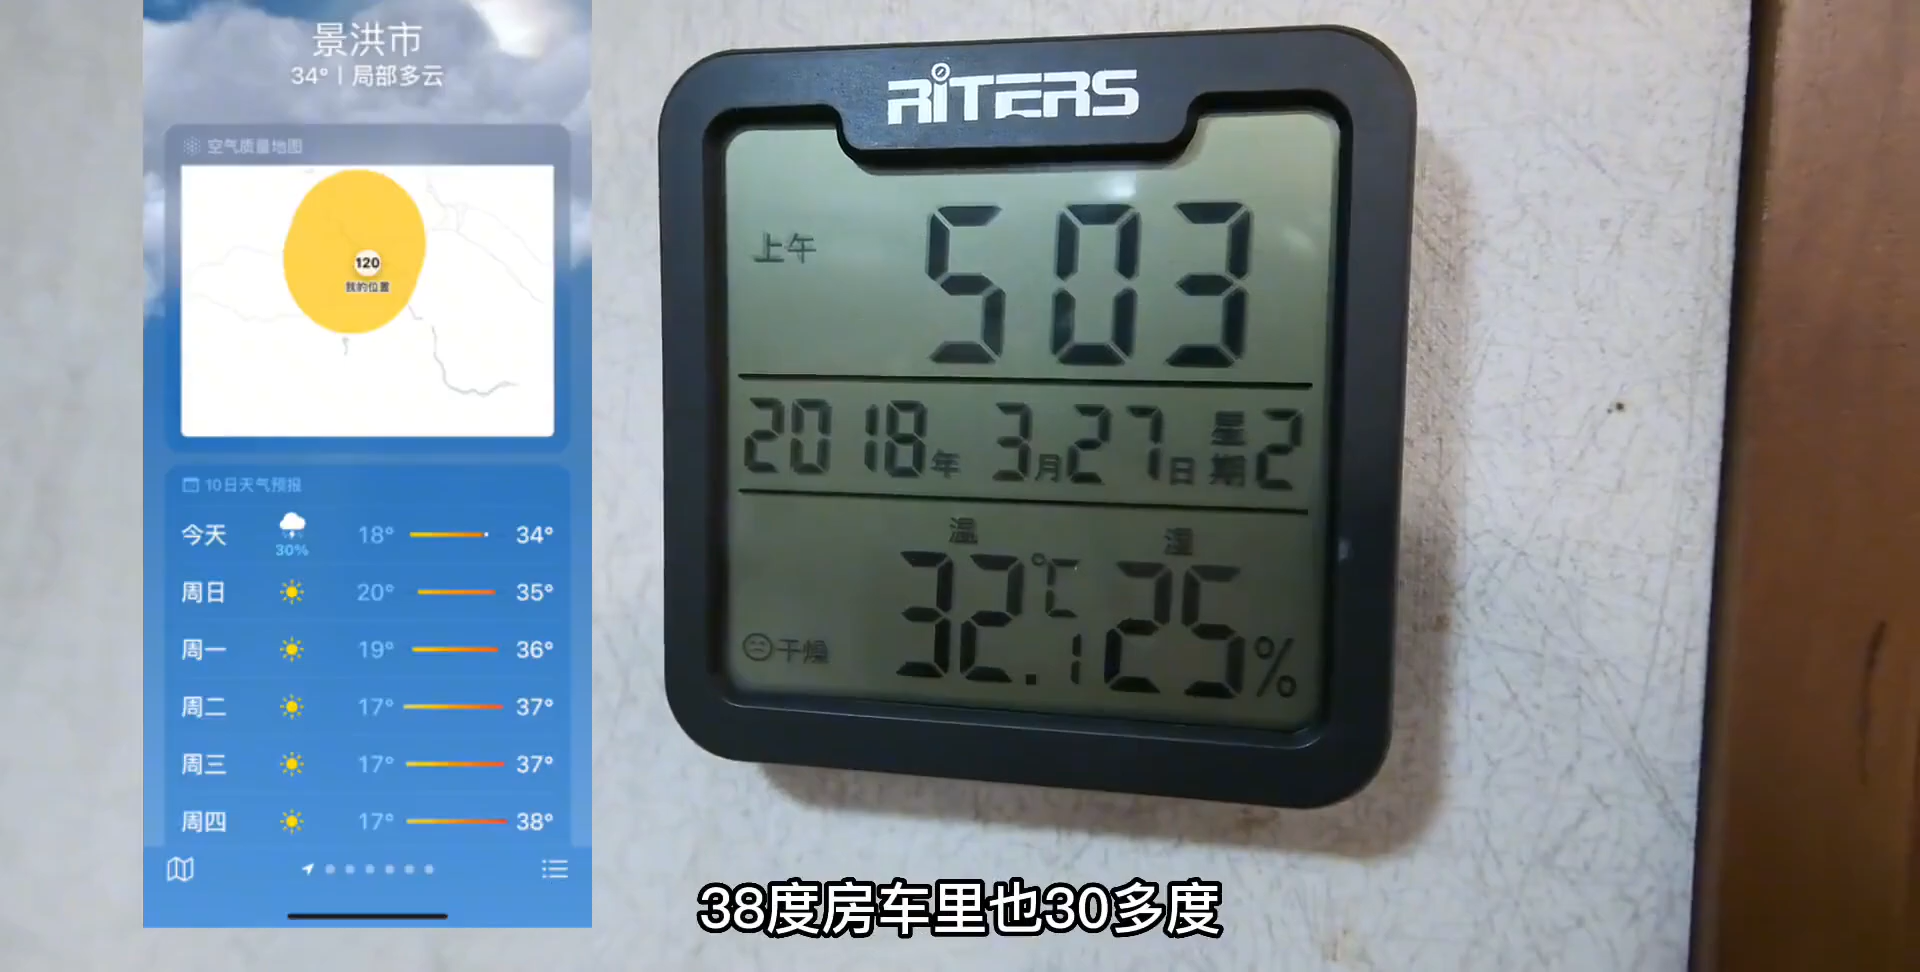 景洪市
34° | 局部多云
空气质量地图
120
我的位置
10日天气预报
今天 30% 18° 34°
周日 20° 35°
周一 19° 36°
周二 17° 37°
周三 17° 37°
周四 17° 38°
RITERS
上午 5 03
2018年 3月27日 星期2
温 湿
干燥 32.1℃ 25%
38度房车里也30多度